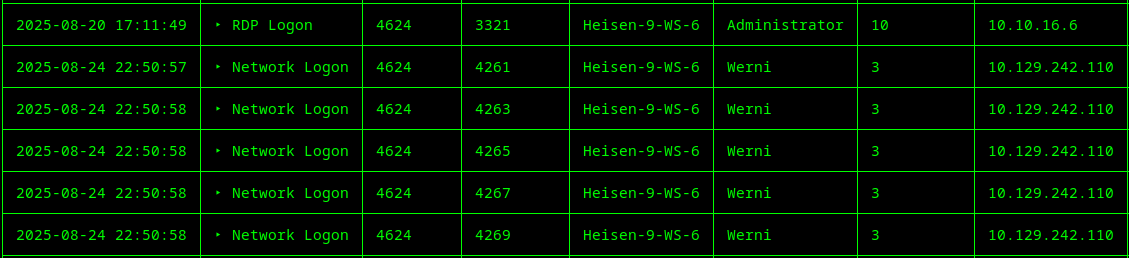 2025-08-20 17:11:49 ‣ RDP Logon 4624 3321 Heisen-9-WS-6 Administrator 10 10.10.16.6
2025-08-24 22:50:57 ‣ Network Logon 4624 4261 Heisen-9-WS-6 Werni 3 10.129.242.110
2025-08-24 22:50:58 ‣ Network Logon 4624 4263 Heisen-9-WS-6 Werni 3 10.129.242.110
2025-08-24 22:50:58 ‣ Network Logon 4624 4265 Heisen-9-WS-6 Werni 3 10.129.242.110
2025-08-24 22:50:58 ‣ Network Logon 4624 4267 Heisen-9-WS-6 Werni 3 10.129.242.110
2025-08-24 22:50:58 ‣ Network Logon 4624 4269 Heisen-9-WS-6 Werni 3 10.129.242.110